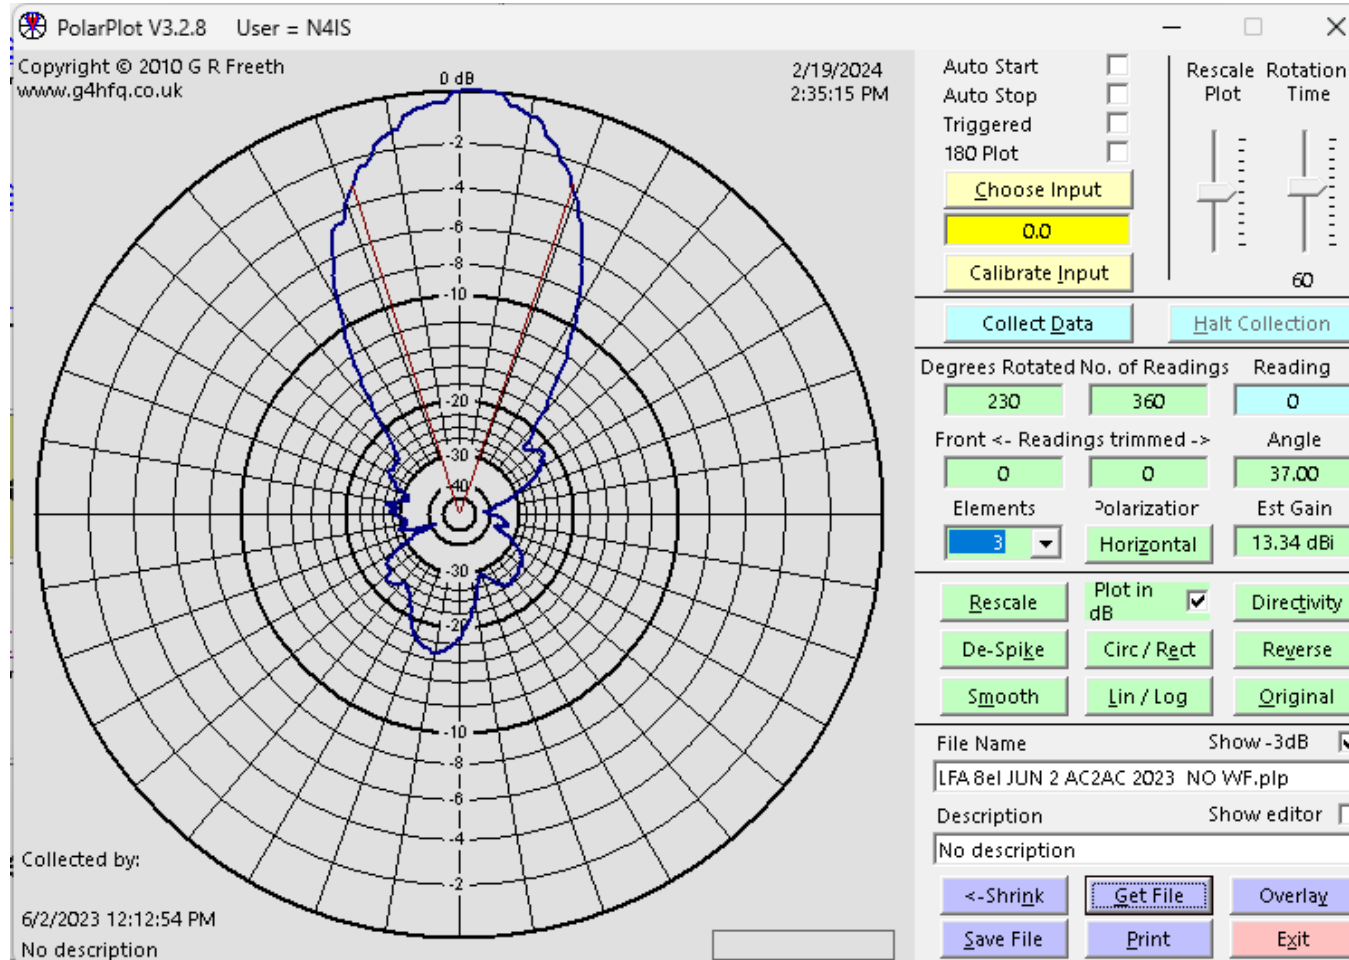 PolarPlot V3.2.8 User = N4IS
Copyright © 2010 G R Freeth
www.g4hfq.co.uk
2/19/2024
2:35:15 PM
0 dB
-2
-4
-6
-8
-10
-20
-30
-40
-30
-20
-10
-8
-6
-4
-2
Collected by:
6/2/2023 12:12:54 PM
No description
Auto Start
Auto Stop
Triggered
180 Plot
Choose Input
0.0
Calibrate Input
Rescale Plot
Rotation Time
60
Collect Data
Halt Collection
Degrees Rotated No. of Readings Reading
230 360 0
Front <- Readings trimmed -> Angle
0 0 37.00
Elements Polarization Est Gain
3 Horizontal 13.34 dBi
Rescale Plot in dB Directivity
De-Spike Circ / Rect Reverse
Smooth Lin / Log Original
File Name Show -3dB
LFA 8el JUN 2 AC2AC 2023 NO WF.plp
Description Show editor
No description
<-Shrink Get File Overlay
Save File Print Exit